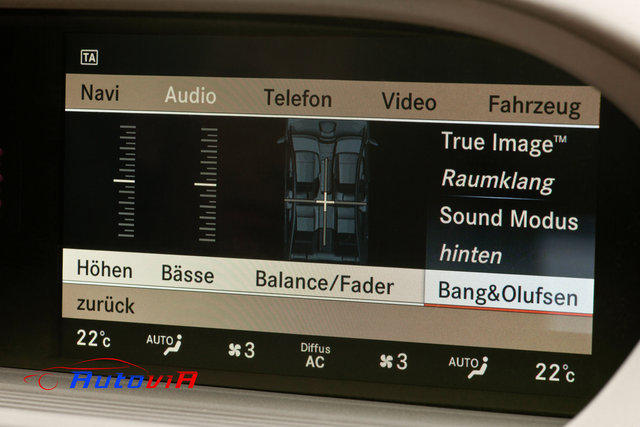 TA
Navi Audio Telefon Video Fahrzeug
True Image™
Raumklang
Sound Modus
hinten
Höhen Bässe Balance/Fader Bang&Olufsen
zurück
22°c AUTO 3 Diffus AC 3 AUTO 22°c
AutoviA